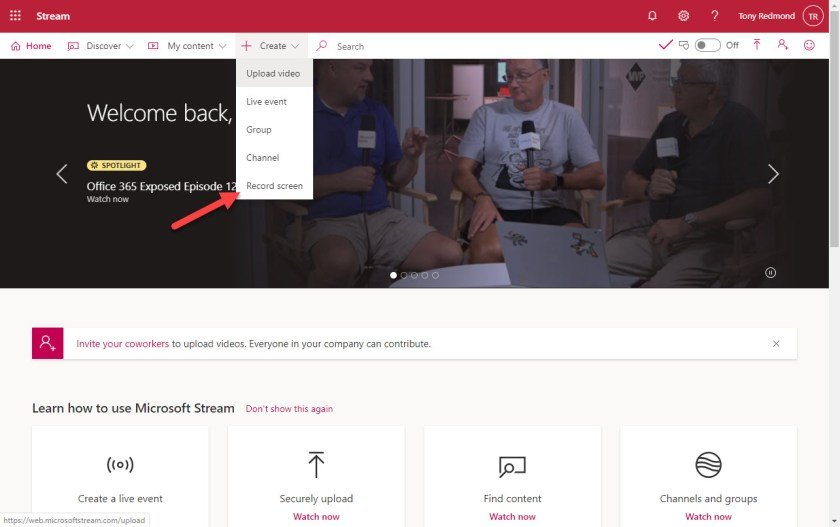 Stream
Tony Redmond
TR
Home
Discover
My content
Create
Search
Off
Upload video
Live event
Group
Channel
Record screen
Welcome back,
SPOTLIGHT
Office 365 Exposed Episode 12
Watch now
MVP
Invite your coworkers to upload videos. Everyone in your company can contribute.
Learn how to use Microsoft Stream Don't show this again
Create a live event
Securely upload
Watch now
Find content
Watch now
Channels and groups
Watch now
https://web.microsoftstream.com/upload